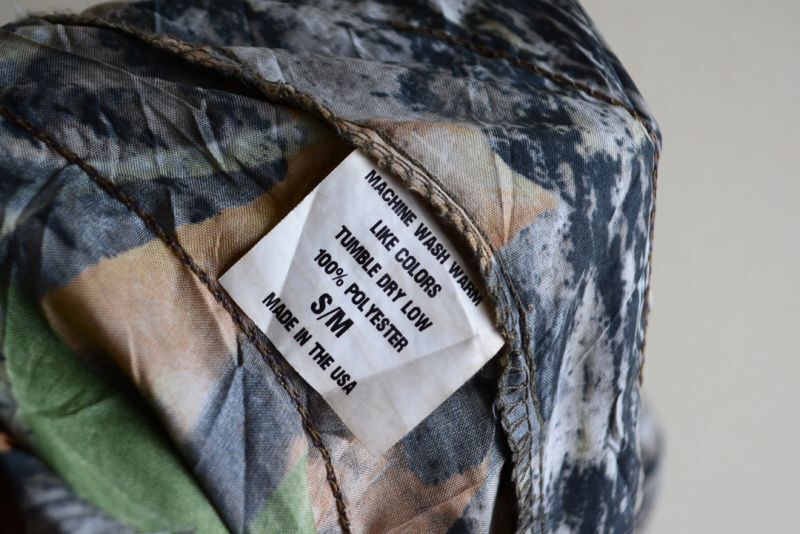 MACHINE WASH WARM
LIKE COLORS
TUMBLE DRY LOW
100% POLYESTER
S/M
MADE IN THE USA